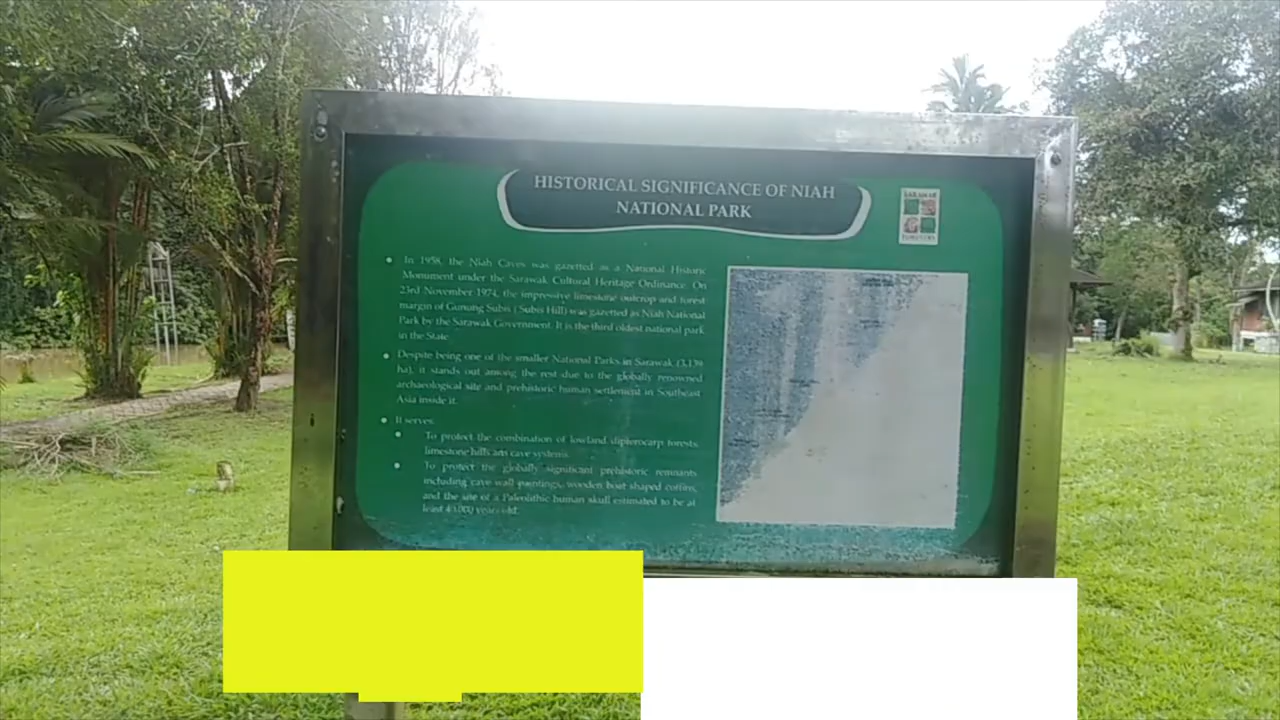 HISTORICAL SIGNIFICANCE OF NIAH
NATIONAL PARK
SARAWAK
FORESTRY
In 1958, the Niah Caves was gazetted as a National Historic
Monument under the Sarawak Cultural Heritage Ordinance. On
23rd November 1974, the impressive limestone outcrop and forest
margin of Gunung Subis ( Subis Hill) was gazetted as Niah National
Park by the Sarawak Government. It is the third oldest national park
in the State.
Despite being one of the smaller National Parks in Sarawak
ha), it stands out among the rest due to the globally renowned
archaeological site and prehistoric human settlement in Southeast
Asia inside it.
It serves:
To protect the combination of lowland dipterocarp forests,
limestone hills and cave systems.
To protect the globally significant prehistoric remnants
including cave wall paintings, wooden boat shaped coffins,
and the site of a Paleolithic human skull estimated to be at
least 40,000 years old.